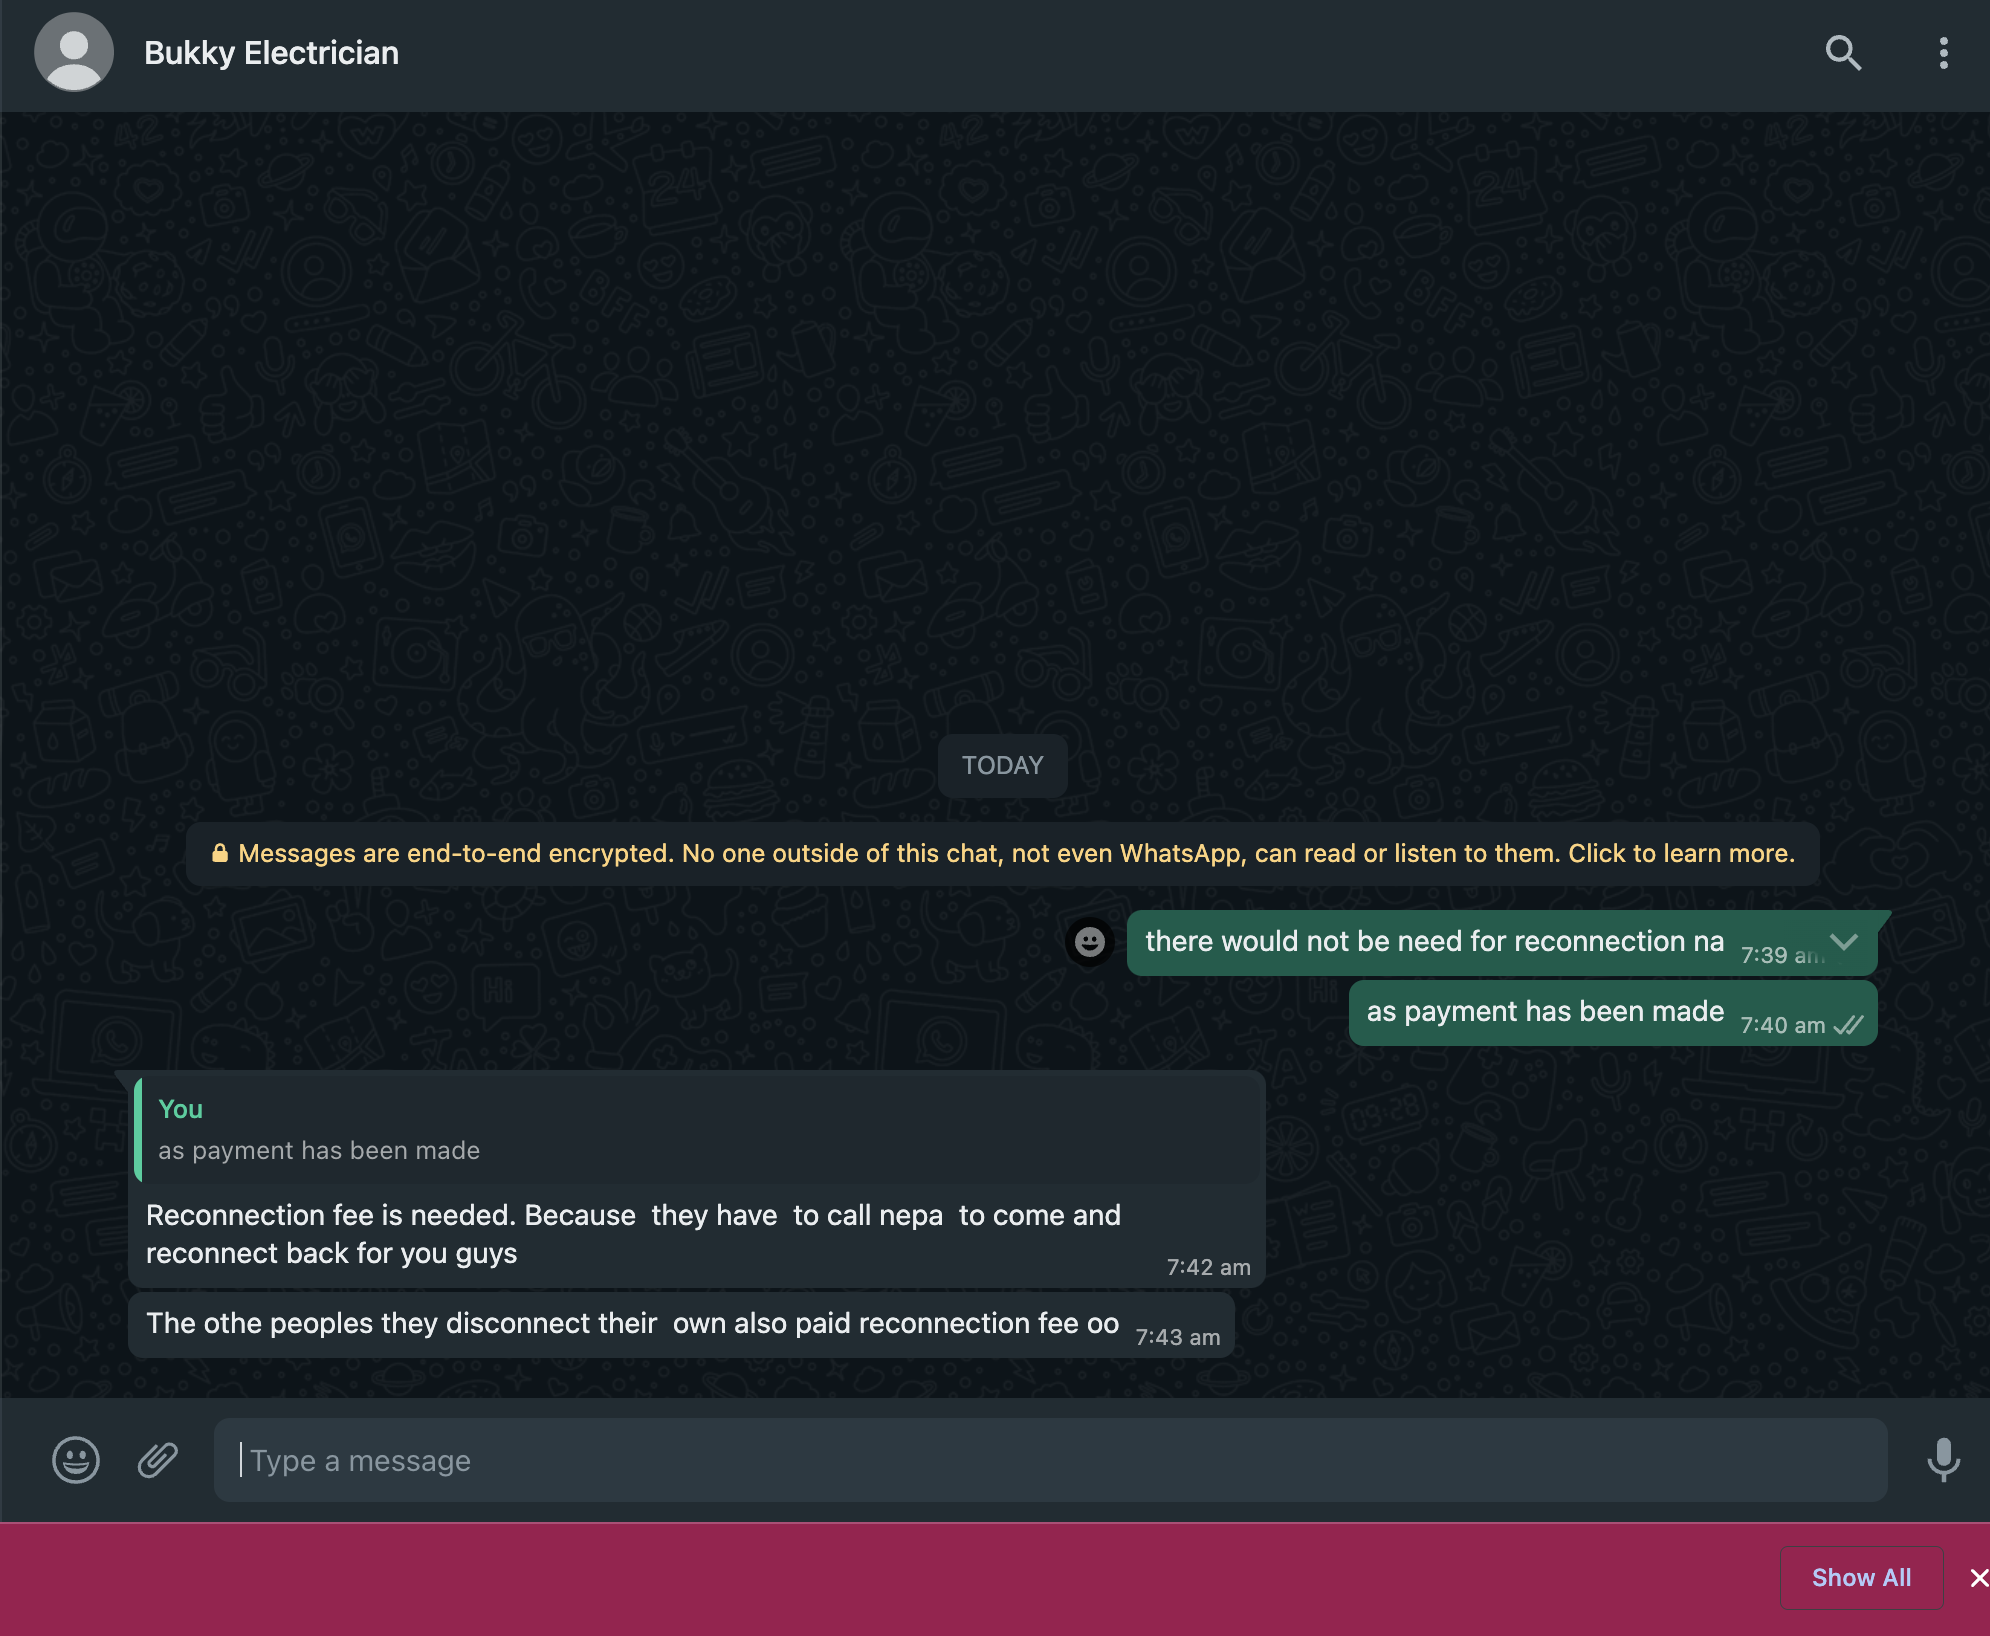 Bukky Electrician
TODAY
Messages are end-to-end encrypted. No one outside of this chat, not even WhatsApp, can read or listen to them. Click to learn more.
there would not be need for reconnection na 7:39 am
as payment has been made 7:40 am
You
as payment has been made
Reconnection fee is needed. Because  they have  to call nepa  to come and
reconnect back for you guys
7:42 am
The othe peoples they disconnect their  own also paid reconnection fee oo 7:43 am
Type a message
Show All